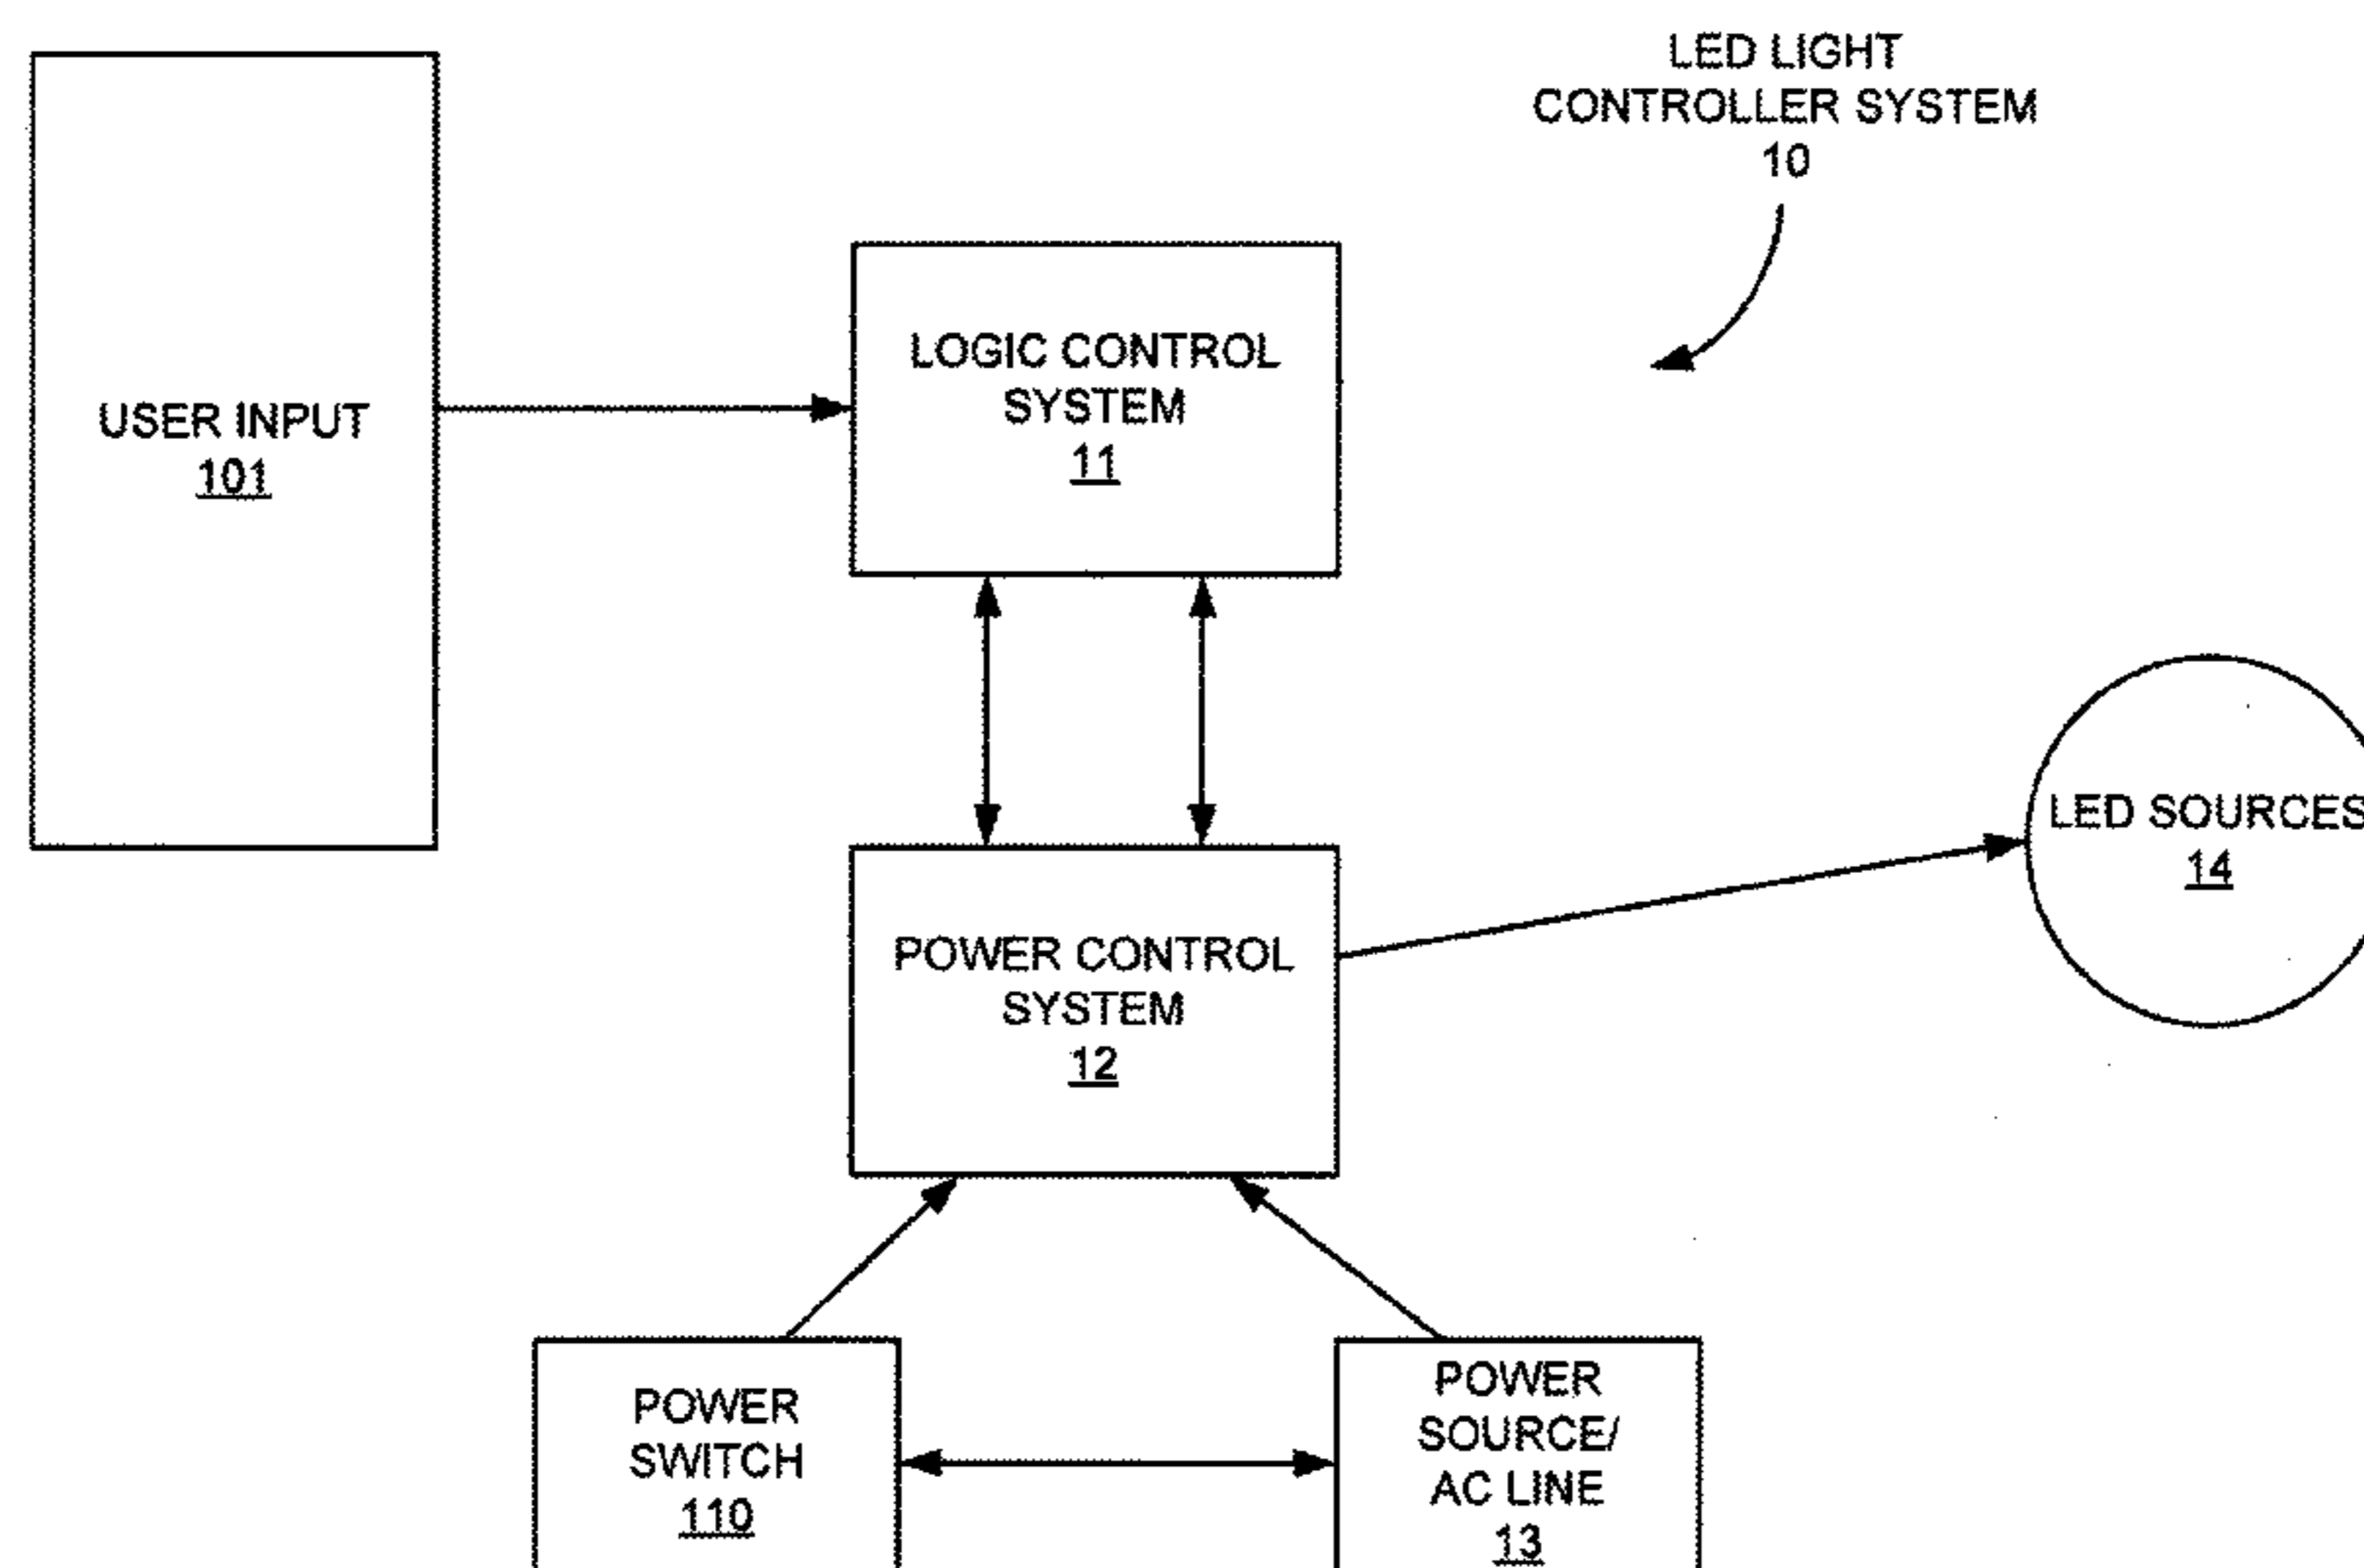 LED LIGHT
CONTROLLER SYSTEM
10
USER INPUT
101
LOGIC CONTROL
SYSTEM
11
LED SOURCES
14
POWER CONTROL
SYSTEM
12
POWER
SWITCH
110
POWER
SOURCE/
AC LINE
13